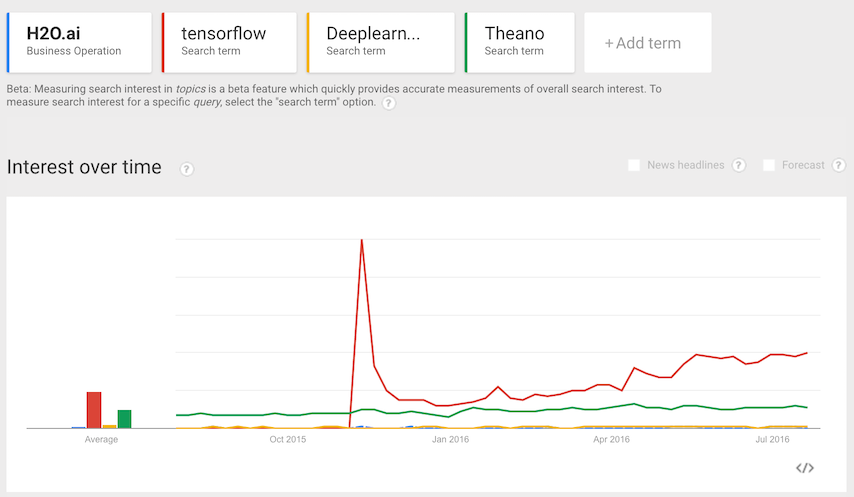 H2O.ai
Business Operation
tensorflow
Search term
Deeplearn...
Search term
Theano
Search term
+Add term
Beta: Measuring search interest in topics is a beta feature which quickly provides accurate measurements of overall search interest. To
measure search interest for a specific query, select the "search term" option. ?
Interest over time ?
News headlines ?
Forecast ?
Average
Oct 2015
Jan 2016
Apr 2016
Jul 2016
</>